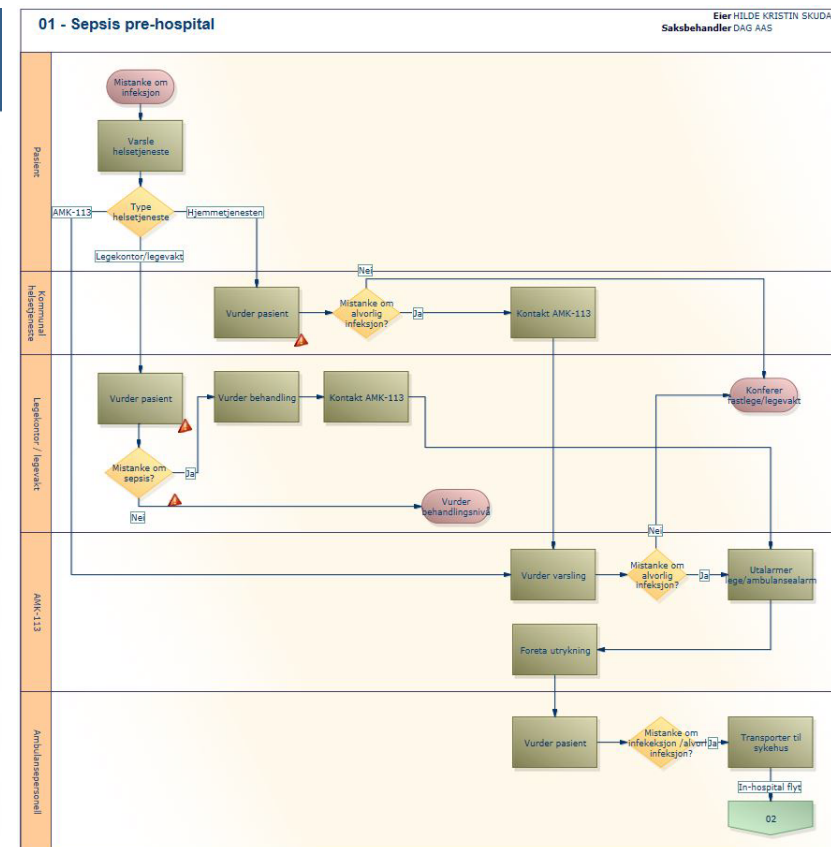 01 - Sepsis pre-hospital
Eier HILDE KRISTIN SKUDA
Saksbehandler DAG AAS
Pasient
Mistanke om
infeksjon
Varsle
helsetjeneste
Type
helsetjeneste
AMK-113
Hjemmetjenesten
Legekontor/legevakt
Kommunal
helsetjeneste
Vurder pasient
Mistanke om
alvorlig
infeksjon?
Nei
Ja
Kontakt AMK-113
Legekontor / legevakt
Vurder pasient
Vurder behandling
Kontakt AMK-113
Konferer
fastlege/legevakt
Mistanke om
sepsis?
Ja
Nei
Vurder
behandlingsnivå
AMK-113
Vurder varsling
Mistanke om
alvorlig
infeksjon?
Nei
Ja
Utalarmer
lege/ambulansealarm
Foreta utrykning
Ambulansepersonell
Vurder pasient
Mistanke om
infekeksjon /alvorl
infeksjon?
Ja
Transporter til
sykehus
In-hospital flyt
02